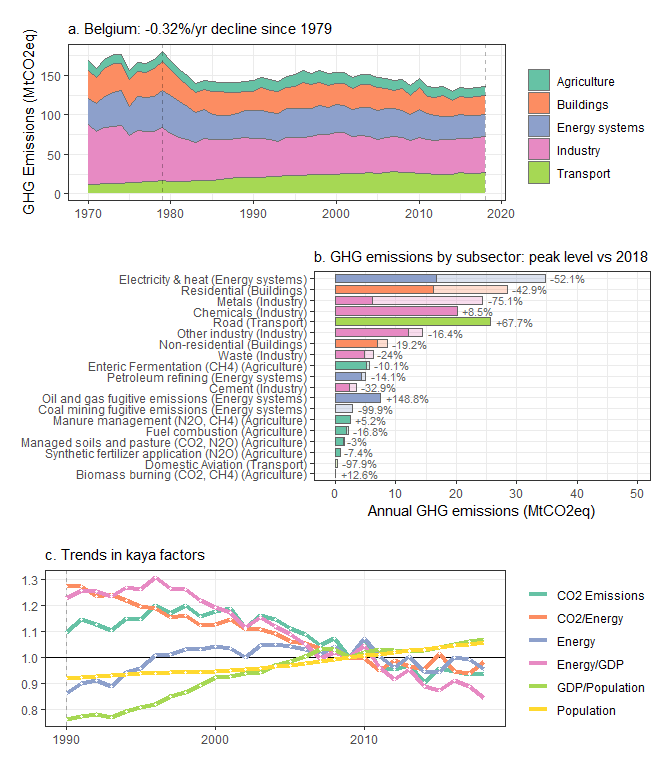 a. Belgium: -0.32%/yr decline since 1979
GHG Emissions (MtCO2eq)
150
100
50
0
1970
1980
1990
2000
2010
2020
Agriculture
Buildings
Energy systems
Industry
Transport
b. GHG emissions by subsector: peak level vs 2018
Electricity & heat (Energy systems) -52.1%
Residential (Buildings) -42.9%
Metals (Industry) -75.1%
Chemicals (Industry) +8.5%
Road (Transport) +67.7%
Other industry (Industry) -16.4%
Non-residential (Buildings) -19.2%
Waste (Industry) -24%
Enteric Fermentation (CH4) (Agriculture) -10.1%
Petroleum refining (Energy systems) -14.1%
Cement (Industry) -32.9%
Oil and gas fugitive emissions (Energy systems) +148.8%
Coal mining fugitive emissions (Energy systems) -99.9%
Manure management (N2O, CH4) (Agriculture) +5.2%
Fuel combustion (Agriculture) -16.8%
Managed soils and pasture (CO2, N2O) (Agriculture) -3%
Synthetic fertilizer application (N2O) (Agriculture) -7.4%
Domestic Aviation (Transport) -97.9%
Biomass burning (CO2, CH4) (Agriculture) +12.6%
0
10
20
30
40
50
Annual GHG emissions (MtCO2eq)
c. Trends in kaya factors
1.3
1.2
1.1
1.0
0.9
0.8
1990
2000
2010
CO2 Emissions
CO2/Energy
Energy
Energy/GDP
GDP/Population
Population